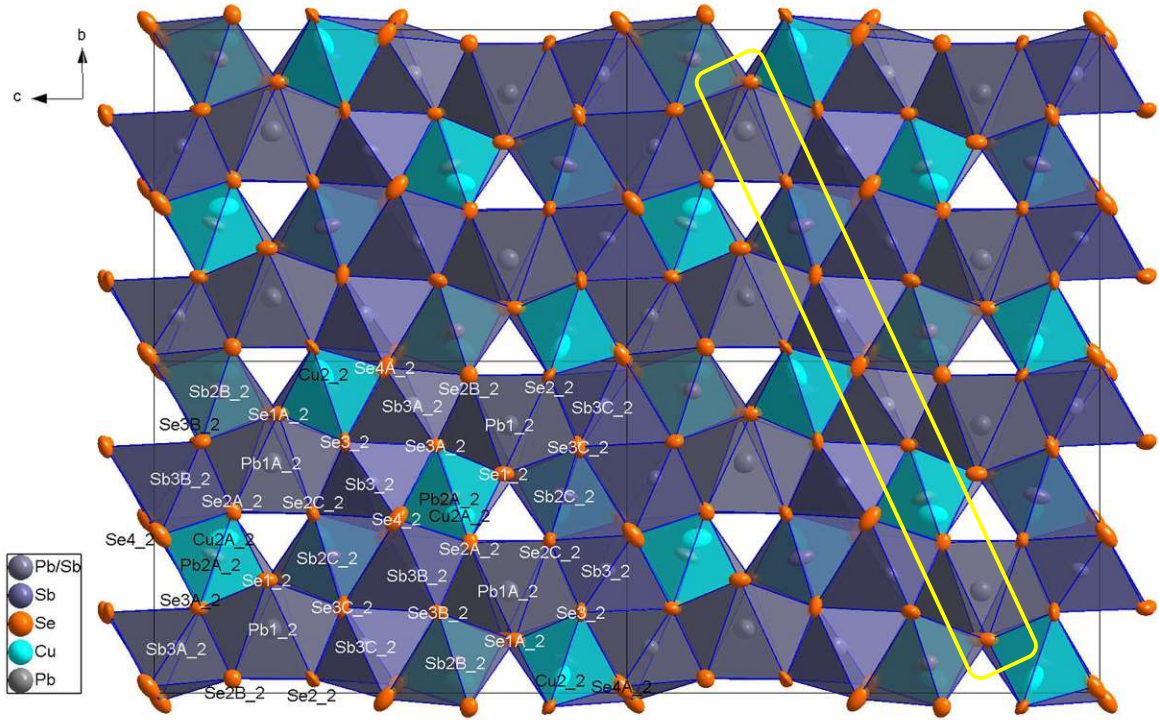 b
c
Cu2_2
Se4A_2
Sb2B_2
Se2B_2
Se2_2
Se1A_2
Sb3A_2
Sb3C_2
Se3B_2
Pb1_2
Se3_2
Se3A_2
Se3C_2
Pb1A_2
Sb3B_2
Se1_2
Sb3_2
Sb2C_2
Se2A_2
Se2C_2
Pb2A_2
Cu2A_2
Se4_2
Se4_2
Cu2A_2
Se2A_2
Se2C_2
Sb2C_2
Pb2A_2
Sb3B_2
Sb3_2
Se1_2
Pb1A_2
Se3A_2
Se3C_2
Se3B_2
Se3_2
Pb1_2
Se1A_2
Sb3A_2
Sb3C_2
Sb2B_2
Cu2_2
Se4A_2
Se2B_2
Se2_2
Pb/Sb
Sb
Se
Cu
Pb